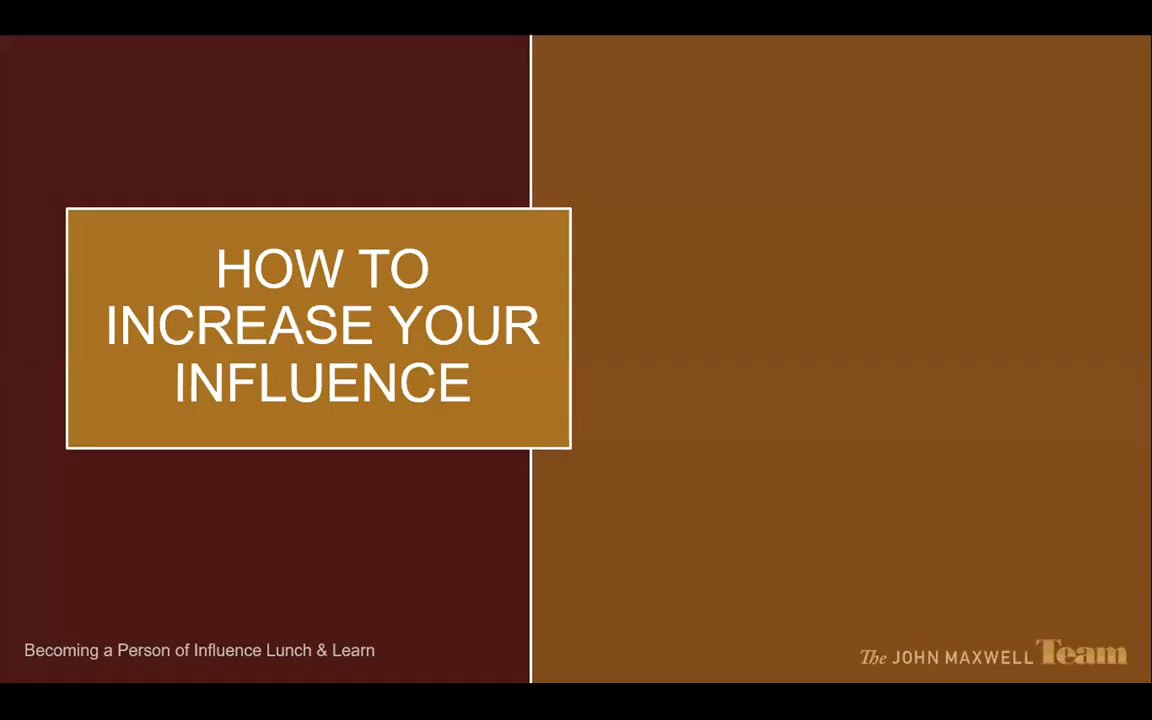 HOW TO
INCREASE YOUR
INFLUENCE
Becoming a Person of Influence Lunch & Learn
The JOHN MAXWELL Team